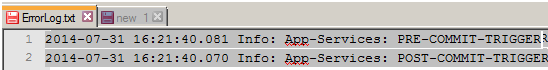 ErrorLog.txt new 1
1 2014-07-31 16:21:40.081 Info: App-Services: PRE-COMMIT-TRIGGER
2 2014-07-31 16:21:40.070 Info: App-Services: POST-COMMIT-TRIGGER